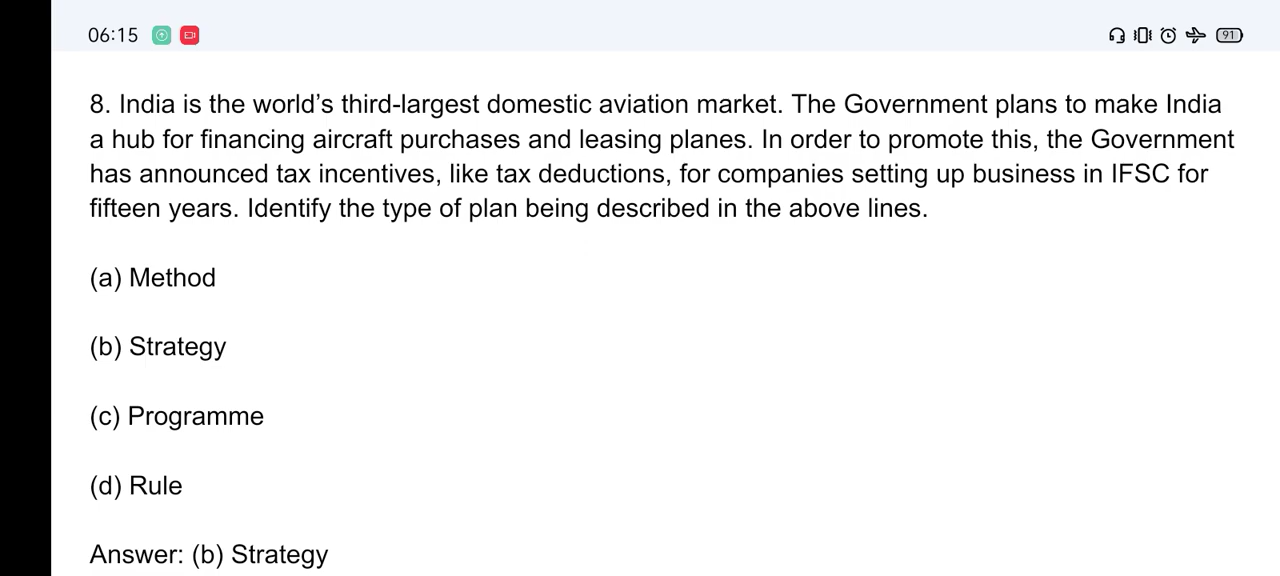 06:15
91
8. India is the world’s third-largest domestic aviation market. The Government plans to make India
a hub for financing aircraft purchases and leasing planes. In order to promote this, the Government
has announced tax incentives, like tax deductions, for companies setting up business in IFSC for
fifteen years. Identify the type of plan being described in the above lines.
(a) Method
(b) Strategy
(c) Programme
(d) Rule
Answer: (b) Strategy